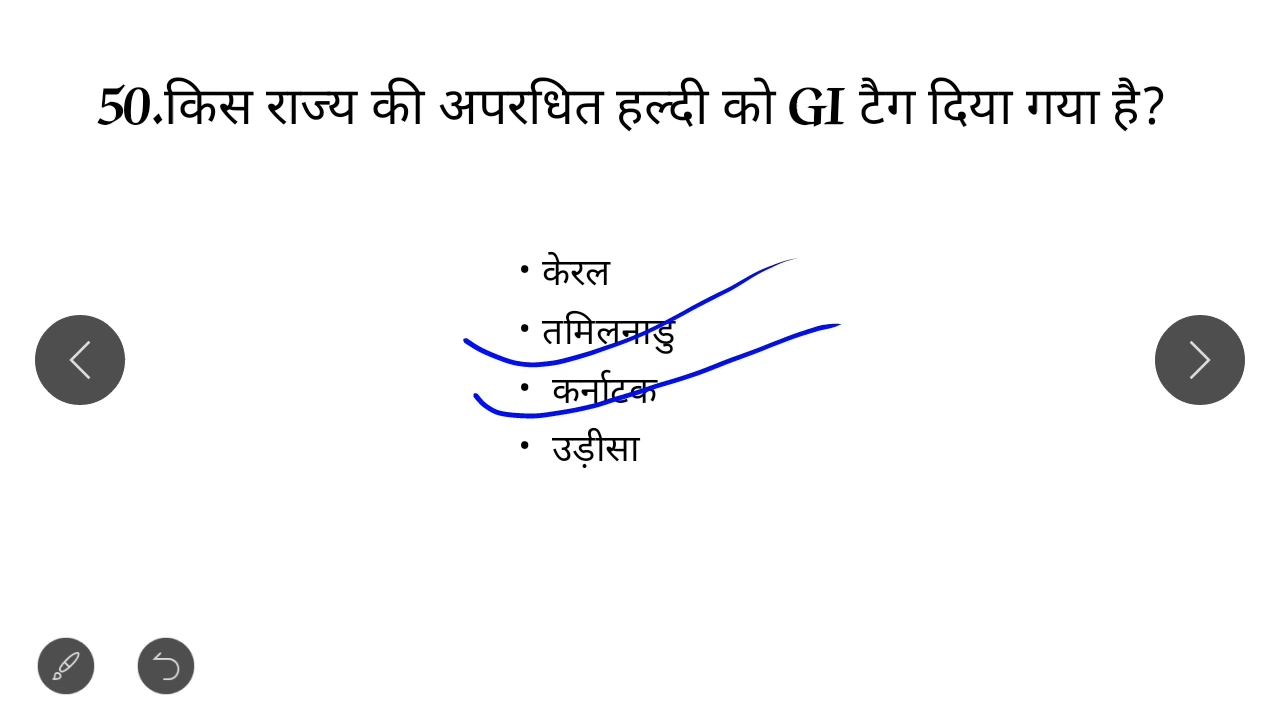 50.किस राज्य की अपरधित हल्दी को GI टैग दिया गया है?
• केरल
• तमिलनाडु
• कर्नाटक
• उड़ीसा